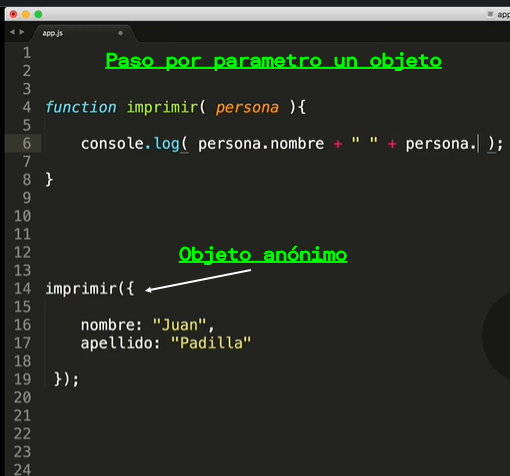 app.
app.js
Paso por parametro un objeto
1
2
3
4 function imprimir( persona ){
5
6 console.log( persona.nombre + " " + persona. );
7
8 }
9
10
11
12 Objeto anónimo
13
14 imprimir({
15
16 nombre: "Juan",
17 apellido: "Padilla"
18
19 });
20
21
22
23
24